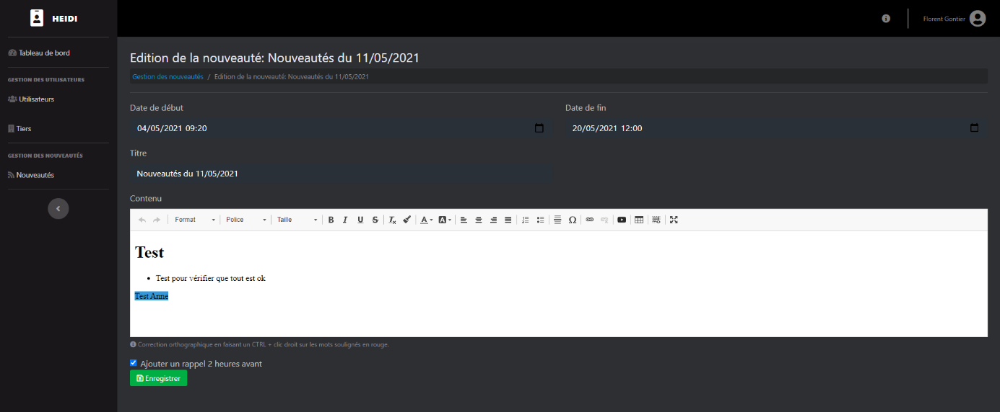 HEIDI
Florent Gontier
Tableau de bord
GESTION DES UTILISATEURS
Utilisateurs
Tiers
GESTION DES NOUVEAUTÉS
Nouveautés
Edition de la nouveauté: Nouveautés du 11/05/2021
Gestion des nouveautés / Edition de la nouveauté: Nouveautés du 11/05/2021
Date de début
Date de fin
04/05/2021 09:20
20/05/2021 12:00
Titre
Nouveautés du 11/05/2021
Contenu
Format Police Taille B I U S Tx A A Ω
Test
• Test pour vérifier que tout est ok
Test Anne
Correction orthographique en faisant un CTRL + clic droit sur les mots soulignés en rouge.
Ajouter un rappel 2 heures avant
Enregistrer